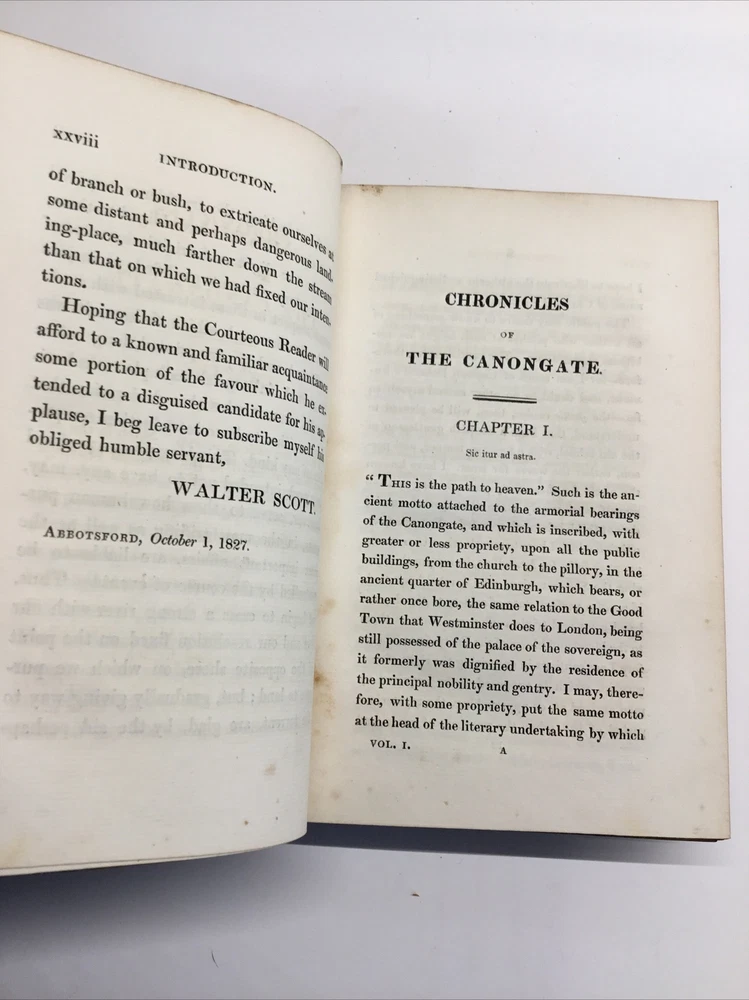 xxviii
INTRODUCTION.
of branch or bush, to extricate ourselves at
some distant and perhaps dangerous land-
ing-place, much farther down the stream
than that on which we had fixed our inten-
tions.
Hoping that the Courteous Reader will
afford to a known and familiar acquaintance
some portion of the favour which he ex-
tended to a disguised candidate for his ap-
plause, I beg leave to subscribe myself his
obliged humble servant,
WALTER SCOTT.
ABBOTSFORD, October 1, 1827.
CHRONICLES
OF
THE CANONGATE.
CHAPTER I.
Sic itur ad astra.
“ THIS is the path to heaven.” Such is the an-
cient motto attached to the armorial bearings
of the Canongate, and which is inscribed, with
greater or less propriety, upon all the public
buildings, from the church to the pillory, in the
ancient quarter of Edinburgh, which bears, or
rather once bore, the same relation to the Good
Town that Westminster does to London, being
still possessed of the palace of the sovereign, as
it formerly was dignified by the residence of
the principal nobility and gentry. I may, there-
fore, with some propriety, put the same motto
at the head of the literary undertaking by which
VOL. I. A